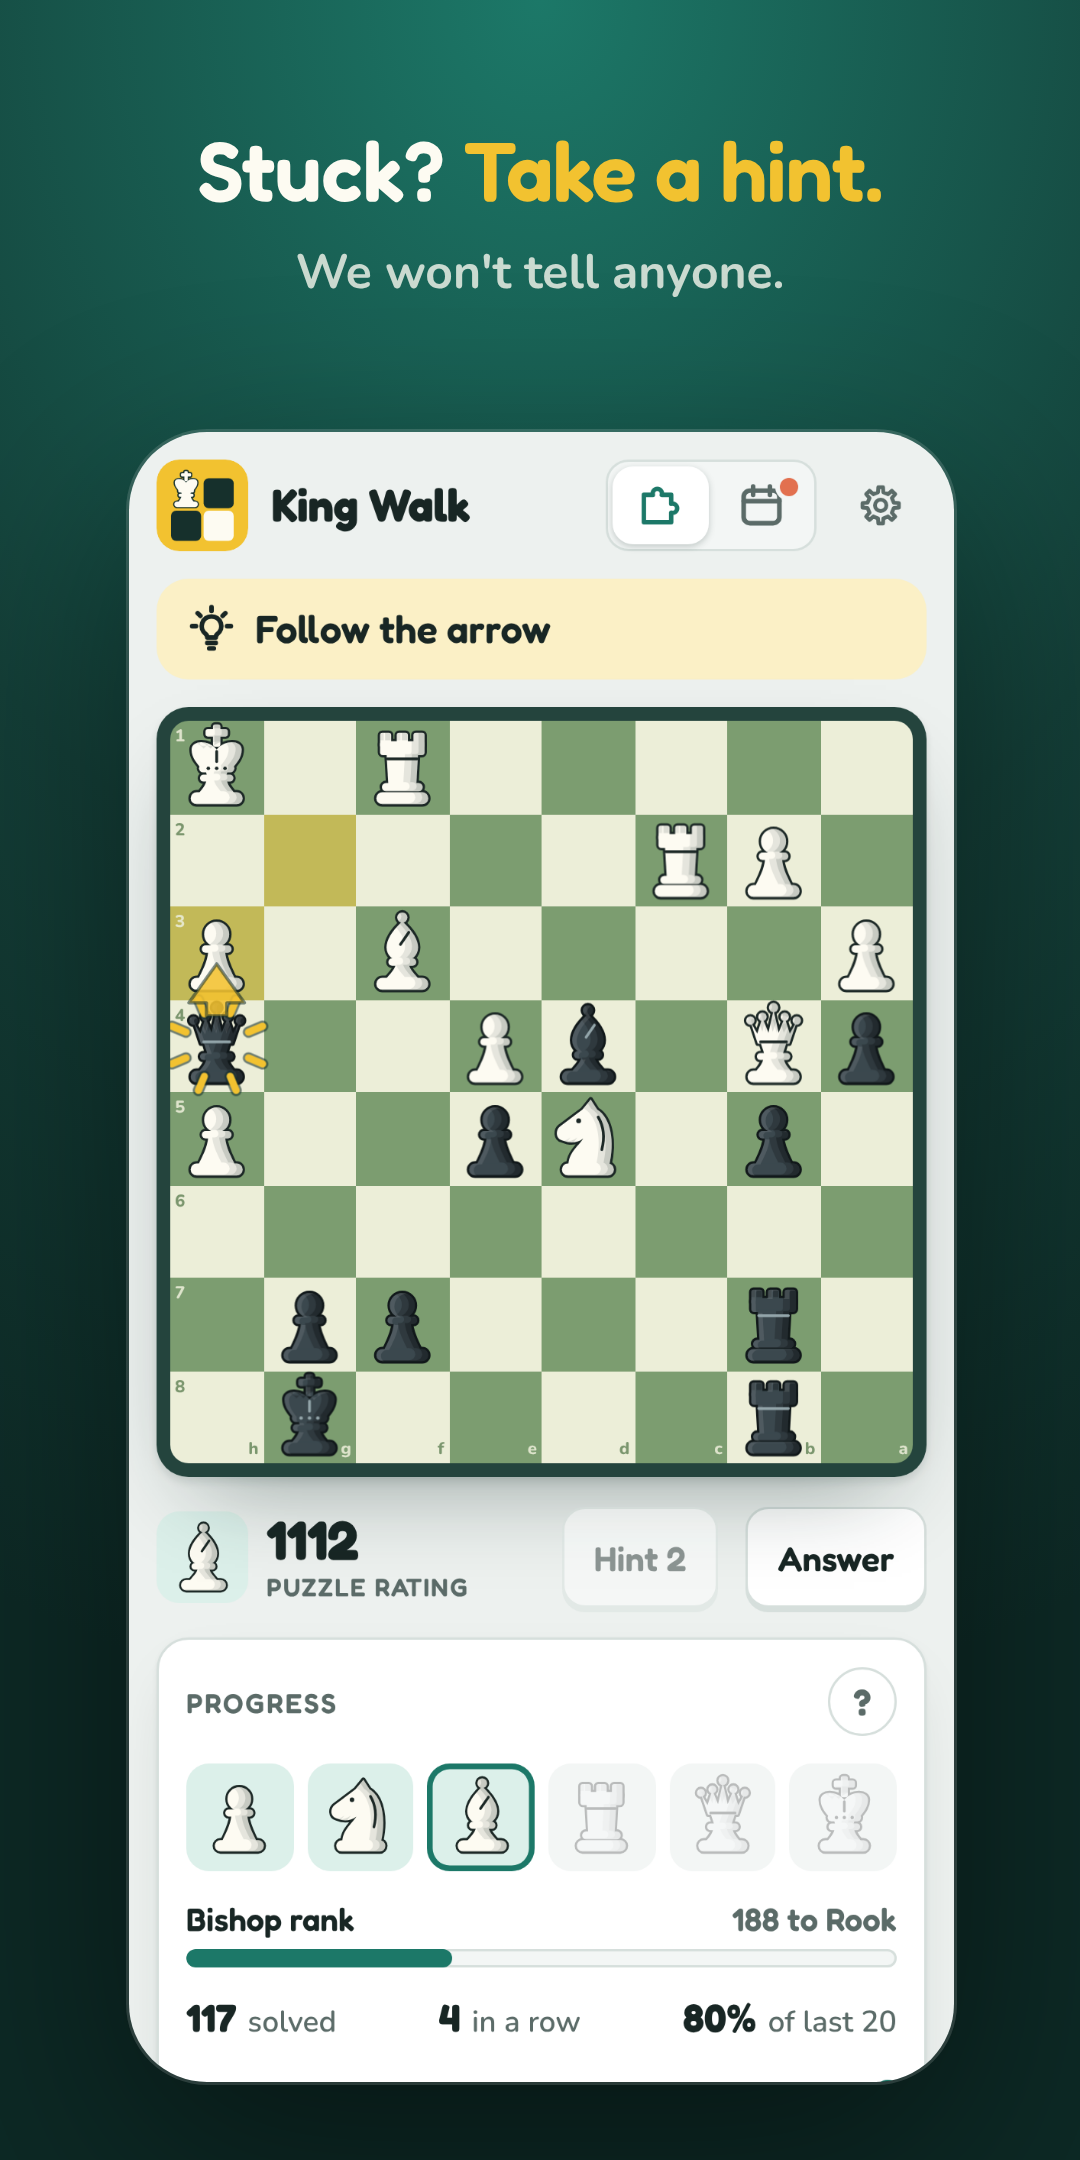 Stuck? Take a hint.
We won't tell anyone.
King Walk
Follow the arrow
1
2
3
4
5
6
7
8
h g f e d c b a
1112
PUZZLE RATING
Hint 2
Answer
PROGRESS
?
Bishop rank
188 to Rook
117 solved
4 in a row
80% of last 20